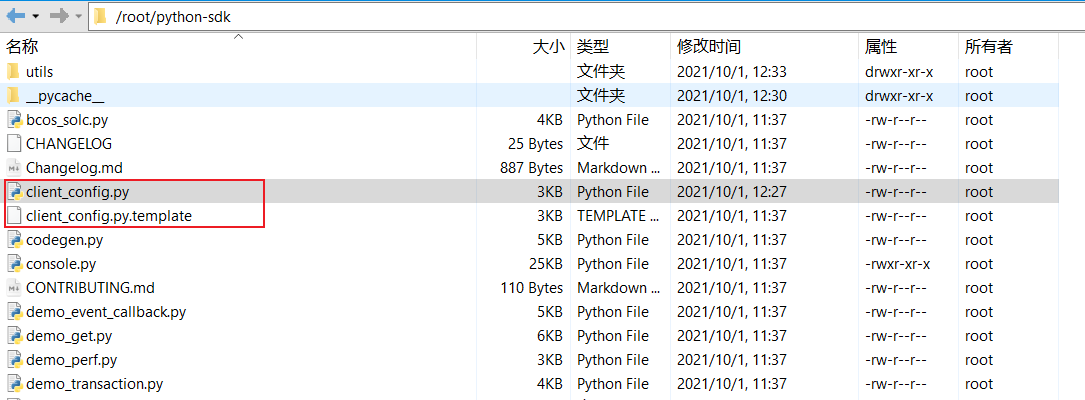 /root/python-sdk
名称 大小 类型 修改时间 属性 所有者
utils 文件夹 2021/10/1, 12:33 drwxr-xr-x root
__pycache__ 文件夹 2021/10/1, 12:30 drwxr-xr-x root
bcos_solc.py 4KB Python File 2021/10/1, 11:37 -rw-r--r-- root
CHANGELOG 25 Bytes 文件 2021/10/1, 11:37 -rw-r--r-- root
Changelog.md 887 Bytes Markdown ... 2021/10/1, 11:37 -rw-r--r-- root
client_config.py 3KB Python File 2021/10/1, 12:27 -rw-r--r-- root
client_config.py.template 3KB TEMPLATE ... 2021/10/1, 11:37 -rw-r--r-- root
codegen.py 5KB Python File 2021/10/1, 11:37 -rw-r--r-- root
console.py 25KB Python File 2021/10/1, 11:37 -rwxr-xr-x root
CONTRIBUTING.md 110 Bytes Markdown ... 2021/10/1, 11:37 -rw-r--r-- root
demo_event_callback.py 5KB Python File 2021/10/1, 11:37 -rw-r--r-- root
demo_get.py 6KB Python File 2021/10/1, 11:37 -rw-r--r-- root
demo_perf.py 3KB Python File 2021/10/1, 11:37 -rw-r--r-- root
demo_transaction.py 4KB Python File 2021/10/1, 11:37 -rw-r--r-- root